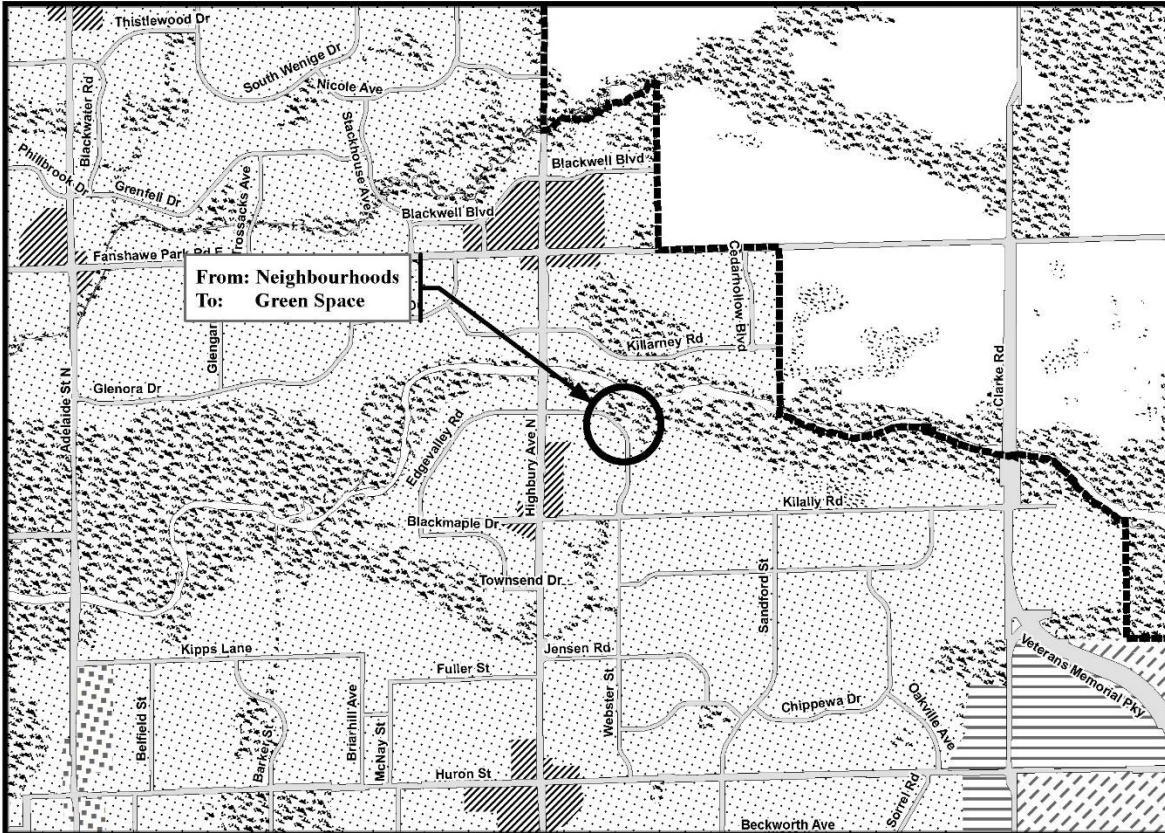 Thistlewood Dr
South Wenige Dr
Nicole Ave
Blackwater Rd
Stackhouse Ave
Phillbrook Dr
Grenfell Dr
Trossacks Ave
Blackwell Blvd
Blackwell Blvd
Fanshawe Park Rd E
From: Neighbourhoods
To: Green Space
Cedarhollow Blvd
Killarney Rd
Clarke Rd
Glenora Dr
Adelaide St N
Edgevalley Rd
Highbury Ave N
Kilally Rd
Blackmaple Dr
Townsend Dr
Sandford St
Kipps Lane
Jensen Rd
Fuller St
Veterans Memorial Pky
Webster St
Chippewa Dr
Oakville Ave
Belfield St
Barker St
Briarhill Ave
McNay St
Huron St
Sorrel Rd
Beckworth Ave